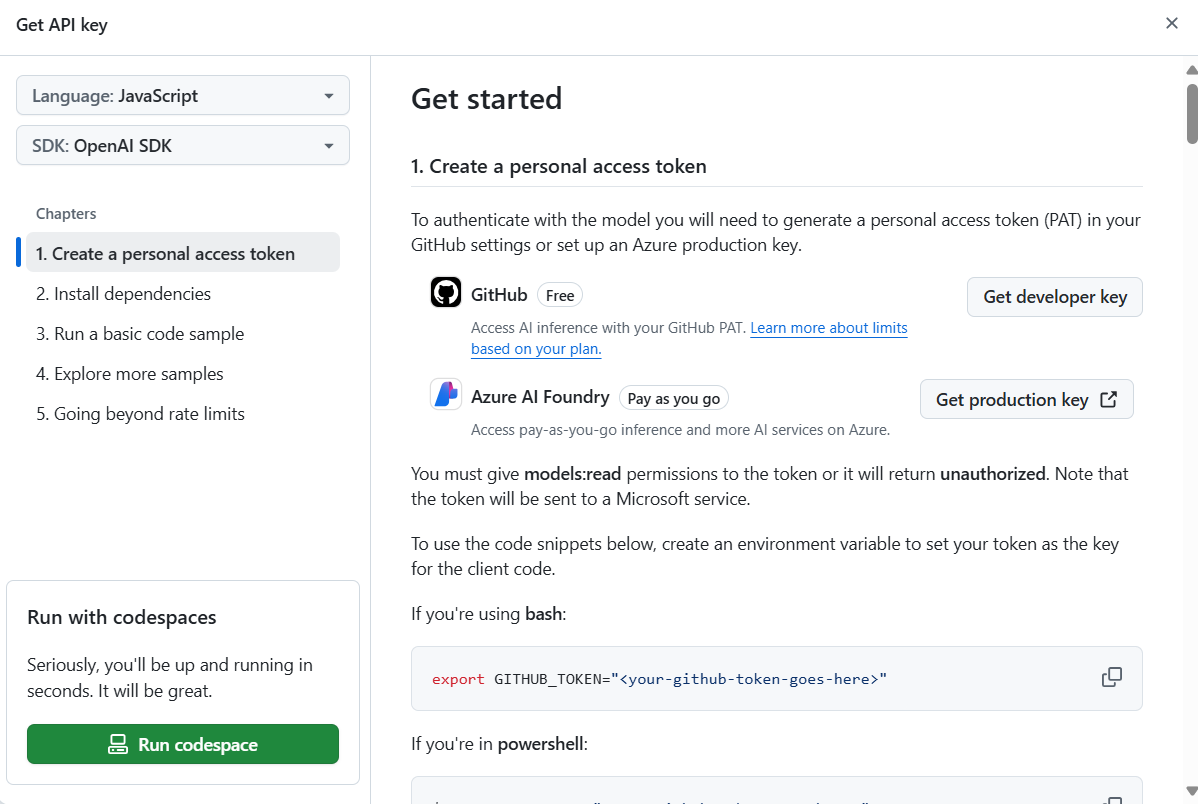 Get API key
Language: JavaScript
SDK: OpenAI SDK
Chapters
1. Create a personal access token
2. Install dependencies
3. Run a basic code sample
4. Explore more samples
5. Going beyond rate limits
Run with codespaces
Seriously, you'll be up and running in
seconds. It will be great.
Run codespace
Get started
1. Create a personal access token
To authenticate with the model you will need to generate a personal access token (PAT) in your
GitHub settings or set up an Azure production key.
GitHub Free
Get developer key
Access AI inference with your GitHub PAT. Learn more about limits
based on your plan.
Azure AI Foundry Pay as you go
Get production key
Access pay-as-you-go inference and more AI services on Azure.
You must give models:read permissions to the token or it will return unauthorized. Note that
the token will be sent to a Microsoft service.
To use the code snippets below, create an environment variable to set your token as the key
for the client code.
If you're using bash:
export GITHUB_TOKEN="<your-github-token-goes-here>"
If you're in powershell: